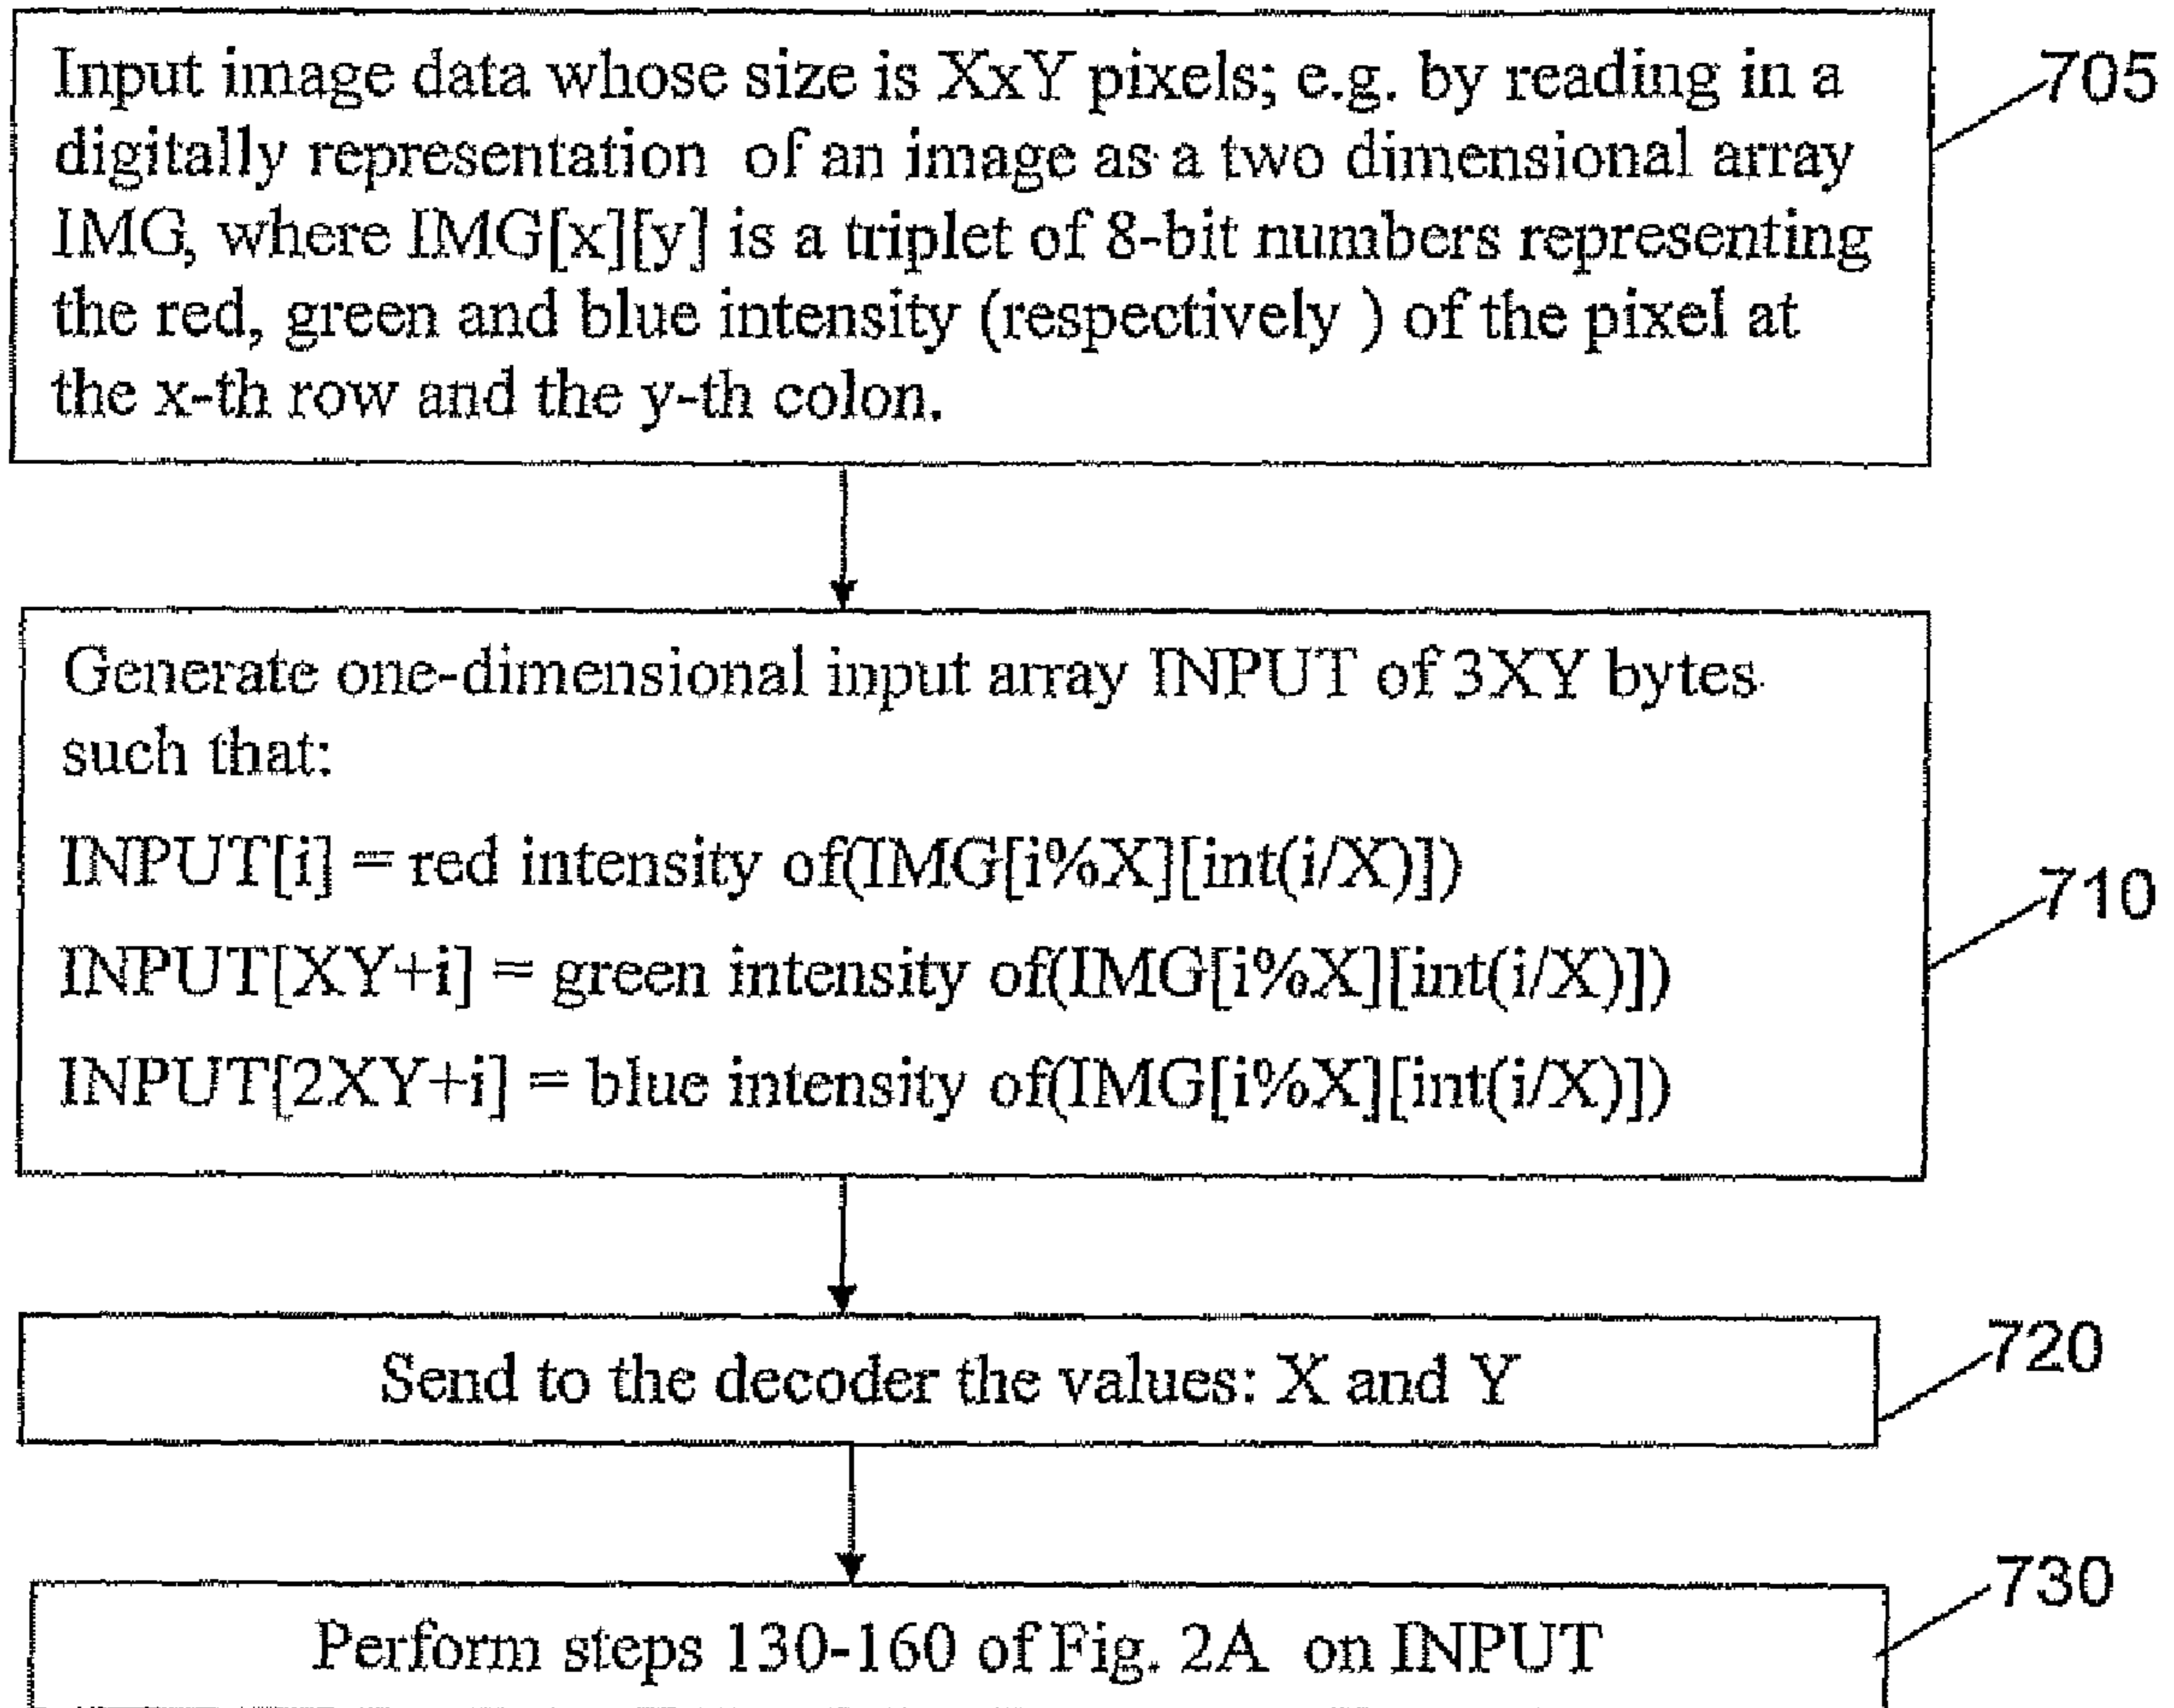 Input image data whose size is XxY pixels; e.g. by reading in a
digitally representation of an image as a two dimensional array
IMG, where IMG[x][y] is a triplet of 8-bit numbers representing
the red, green and blue intensity (respectively ) of the pixel at
the x-th row and the y-th colon.
705
Generate one-dimensional input array INPUT of 3XY bytes
such that:
INPUT[i] = red intensity of(IMG[i%X][int(i/X)])
INPUT[XY+i] = green intensity of(IMG[i%X][int(i/X)])
INPUT[2XY+i] = blue intensity of(IMG[i%X][int(i/X)])
710
Send to the decoder the values: X and Y
720
Perform steps 130-160 of Fig. 2A on INPUT
730